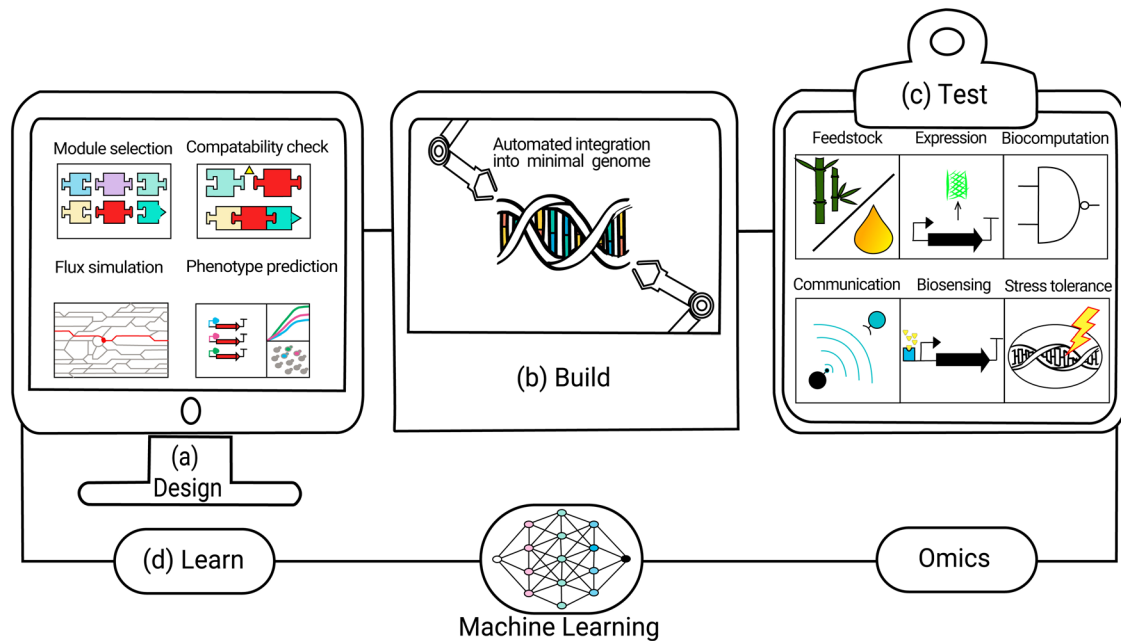 Module selection
Compatability check
Flux simulation
Phenotype prediction
(a)
Design
Automated integration
into minimal genome
(b) Build
(c) Test
Feedstock
Expression
Biocomputation
Communication
Biosensing
Stress tolerance
(d) Learn
Machine Learning
Omics